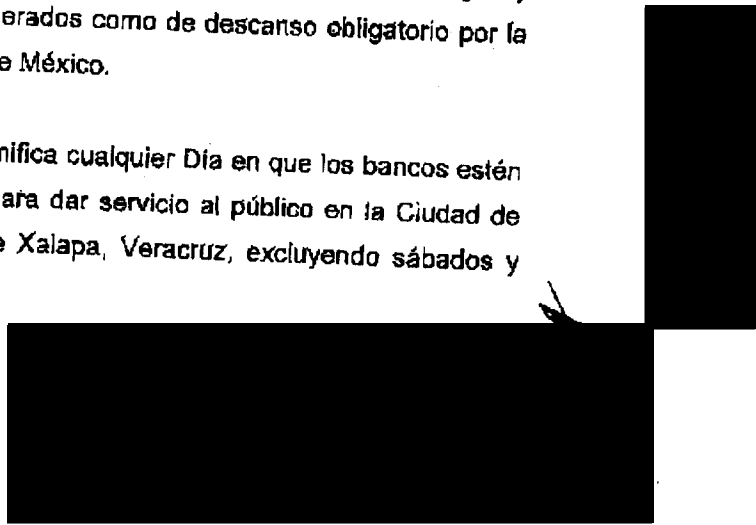 erados como de descanso obligatorio por la
e México.
nifica cualquier Día en que los bancos estén
ara dar servicio al público en la Ciudad de
e Xalapa, Veracruz, excluyendo sábados y